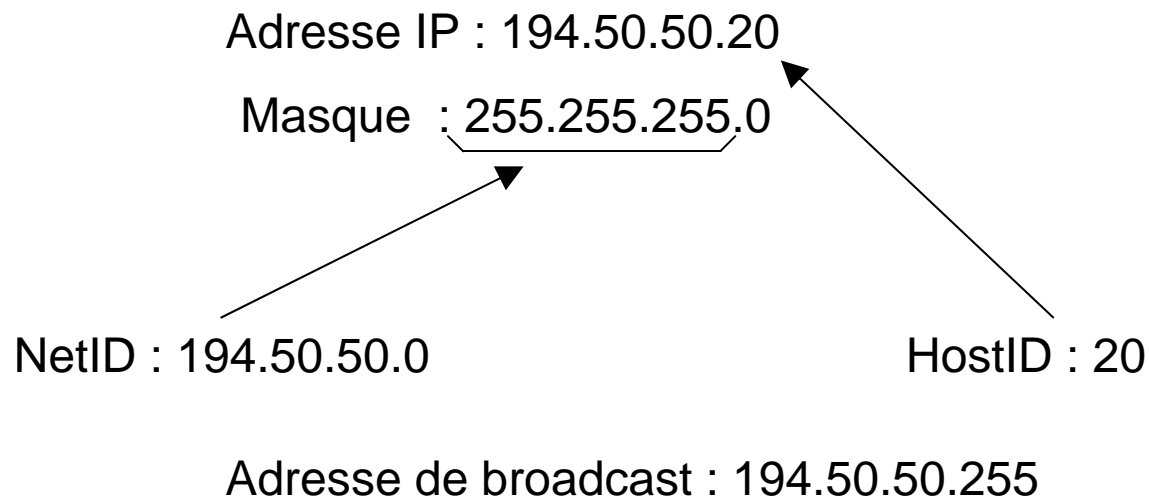 Adresse IP : 194.50.50.20
Masque : 255.255.255.0
NetID : 194.50.50.0
HostID : 20
Adresse de broadcast : 194.50.50.255